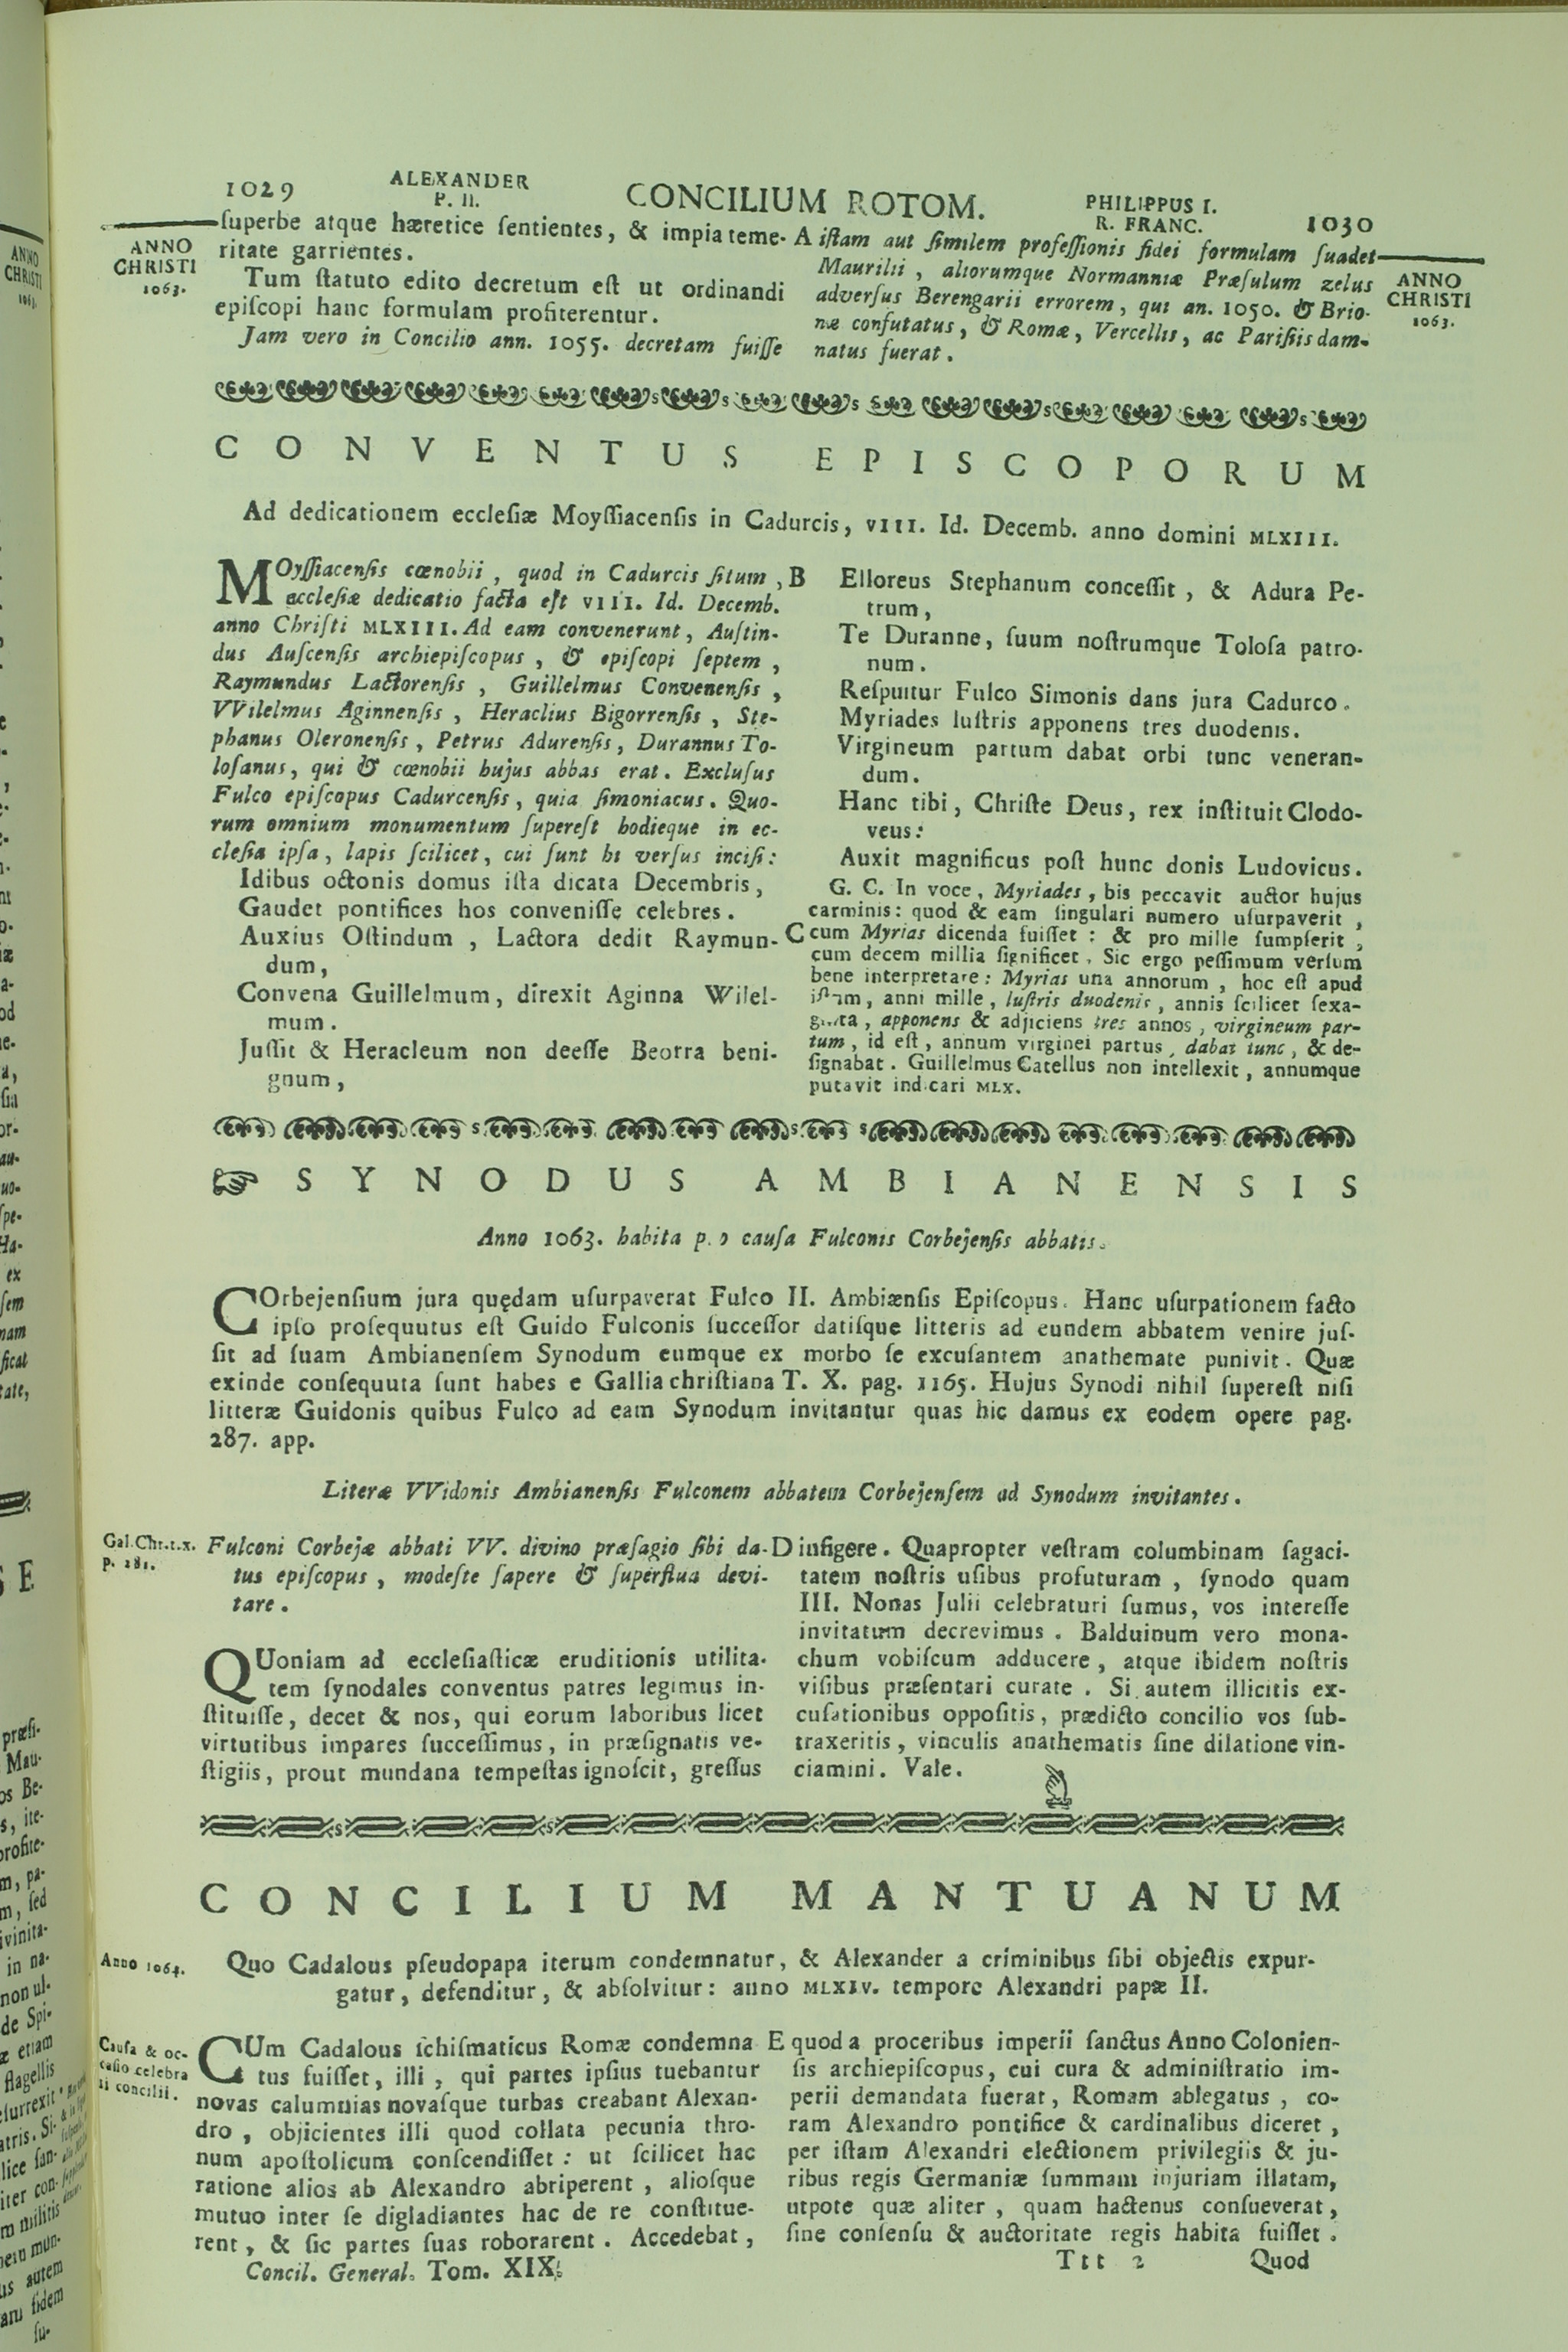 1029
ALEXANDER
P. II.
CONCILIUM ROTOM.
PHILIPPUS I.
R. FRANC.
1030
ANNO
CHRISTI
1063.
ſuperbe atque hæretice ſentientes, & impia teme-
ritate garrientes.
Tum ſtatuto edito decretum eſt ut ordinandi
epiſcopi hanc formulam profiterentur.
Jam vero in Concilio ann. 1055. decretam fuiſſe
A
iſtam aut ſimilem profeſſionis fidei formulam ſuadet
Maurilii, aliorumque Normanniæ Præſulum zelus
adverſus Berengarii errorem, qui an. 1050. & Brio-
næ confutatus, & Romæ, Vercellis, ac Pariſiis dam-
natus fuerat.
ANNO
CHRISTI
1063.
CONVENTUS EPISCOPORUM
Ad dedicationem eccleſiæ Moyſſiacenſis in Cadurcis, VIII. Id. Decemb. anno domini MLXIII.
MOyſſiacenſis cœnobii, quod in Cadurcis ſitum,
eccleſiæ dedicatio facta eſt VIII. Id. Decemb.
anno Chriſti MLXIII. Ad eam convenerunt, Auſtin-
dus Auſcenſis archiepiſcopus, & epiſcopi ſeptem,
Raymundus Lactorenſis, Guillelmus Convenenſis,
VVilelmus Aginnenſis, Heraclius Bigorrenſis, Ste-
phanus Oleronenſis, Petrus Adurenſis, Durannus To-
loſanus, qui & cœnobii hujus abbas erat. Excluſus
Fulco epiſcopus Cadurcenſis, quia ſimoniacus. Quo-
rum omnium monumentum ſupereſt hodieque in ec-
cleſia ipſa, lapis ſcilicet, cui ſunt hi verſus inciſi:
Idibus octonis domus iſta dicata Decembris,
Gaudet pontifices hos conveniſſe celebres.
Auxius Oſtindum, Lactora dedit Raymun-
dum,
Convena Guillelmum, direxit Aginna Wilel-
mum.
Juſſit & Heracleum non deeſſe Beorra beni-
gnum,
B
Elloreus Stephanum conceſſit, & Adura Pe-
trum,
Te Duranne, ſuum noſtrumque Toloſa patro-
num.
Reſpuitur Fulco Simonis dans jura Cadurco.
Myriades luſtris apponens tres duodenis.
Virgineum partum dabat orbi tunc veneran-
dum.
Hanc tibi, Chriſte Deus, rex inſtituit Clodo-
veus:
Auxit magnificus poſt hunc donis Ludovicus.
G. C. In voce, Myriades, bis peccavit auctor hujus
carminis: quod & eam ſingulari numero uſurpaverit,
C
cum Myrias dicenda fuiſſet: & pro mille ſumpſerit,
cum decem millia ſignificet. Sic ergo peſſimum verſum
bene interpretare: Myrias una annorum, hoc eſt apud
iſtum, anni mille, luſtris duodenis, annis ſcilicet ſexa-
ginta, apponens & adjiciens tres annos, virgineum par-
tum, id eſt, annum virginei partus, dabat tunc, & de-
ſignabat. Guillelmus Catellus non intellexit, annumque
putavit indicari MLX.
☞ SYNODUS AMBIANENSIS
Anno 1063. habita pro cauſa Fulconis Corbejenſis abbatis.
COrbejenſium jura quędam uſurpaverat Fulco II. Ambiænſis Epiſcopus. Hanc uſurpationem facto
ipſo proſequutus eſt Guido Fulconis ſucceſſor datiſque litteris ad eundem abbatem venire juſ-
ſit ad ſuam Ambianenſem Synodum eumque ex morbo ſe excuſantem anathemate punivit. Quæ
exinde conſequuta ſunt habes e Gallia chriſtiana T. X. pag. 1165. Hujus Synodi nihil ſupereſt niſi
litteræ Guidonis quibus Fulco ad eam Synodum invitantur quas hic damus ex eodem opere pag.
287. app.
Literæ VVidonis Ambianenſis Fulconem abbatem Corbejenſem ad Synodum invitantes.
Gal.Chr.t.x.
p. 281.
Fulconi Corbejæ abbati VV. divino præſagio ſibi da-
tus epiſcopus, modeſte ſapere & ſuperflua devi-
tare.
QUoniam ad eccleſiaſticæ eruditionis utilita-
tem ſynodales conventus patres legimus in-
ſtituiſſe, decet & nos, qui eorum laboribus licet
virtutibus impares ſucceſſimus, in præſignatis ve-
ſtigiis, prout mundana tempeſtas ignoſcit, greſſus
D
infigere. Quapropter veſtram columbinam ſagaci-
tatem noſtris uſibus profuturam, ſynodo quam
III. Nonas Julii celebraturi ſumus, vos intereſſe
invitatum decrevimus. Balduinum vero mona-
chum vobiſcum adducere, atque ibidem noſtris
viſibus præſentari curate. Si autem illicitis ex-
cuſationibus oppoſitis, prædicto concilio vos ſub-
traxeritis, vinculis anathematis ſine dilatione vin-
ciamini. Vale.
CONCILIUM MANTUANUM
Anno 1064.
Quo Cadalous pſeudopapa iterum condemnatur, & Alexander a criminibus ſibi objectis expur-
gatur, defenditur, & abſolvitur: anno MLXIV. tempore Alexandri papæ II.
Cauſa & oc-
caſio celebra
ti concilii.
CUm Cadalous ſchiſmaticus Romæ condemna
tus fuiſſet, illi, qui partes ipſius tuebantur
novas calumnias novaſque turbas creabant Alexan-
dro, objicientes illi quod collata pecunia thro-
num apoſtolicum conſcendiſſet: ut ſcilicet hac
ratione alios ab Alexandro abriperent, alioſque
mutuo inter ſe digladiantes hac de re conſtitue-
rent, & ſic partes ſuas roborarent. Accedebat,
E
quod a proceribus imperii ſanctus Anno Colonien-
ſis archiepiſcopus, cui cura & adminiſtratio im-
perii demandata fuerat, Romam ablegatus, co-
ram Alexandro pontifice & cardinalibus diceret,
per iſtam Alexandri electionem privilegiis & ju-
ribus regis Germaniæ ſummam injuriam illatam,
utpote quæ aliter, quam hactenus conſueverat,
ſine conſenſu & auctoritate regis habita fuiſſet.
Concil. General. Tom. XIX.
Ttt 2
Quod